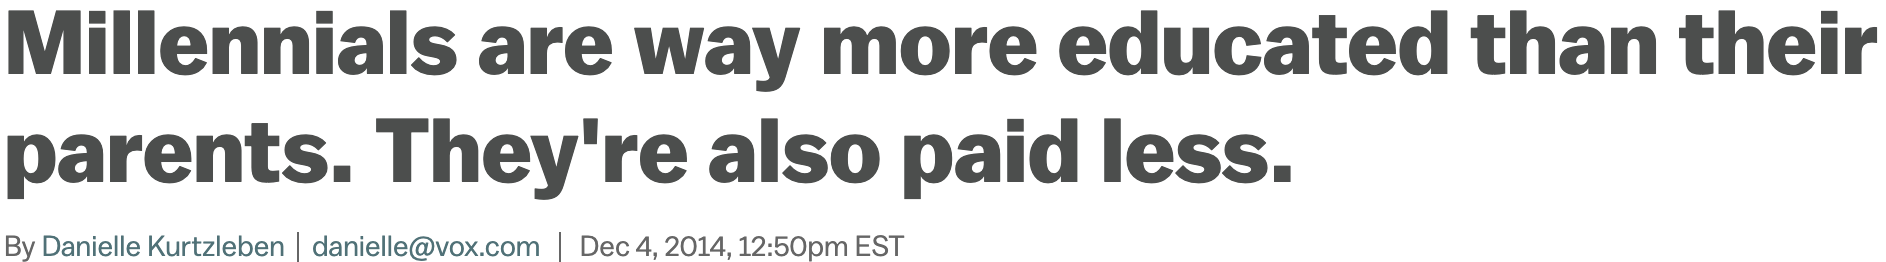 Millennials are way more educated than their
parents. They're also paid less.
By Danielle Kurtzleben | danielle@vox.com | Dec 4, 2014, 12:50pm EST